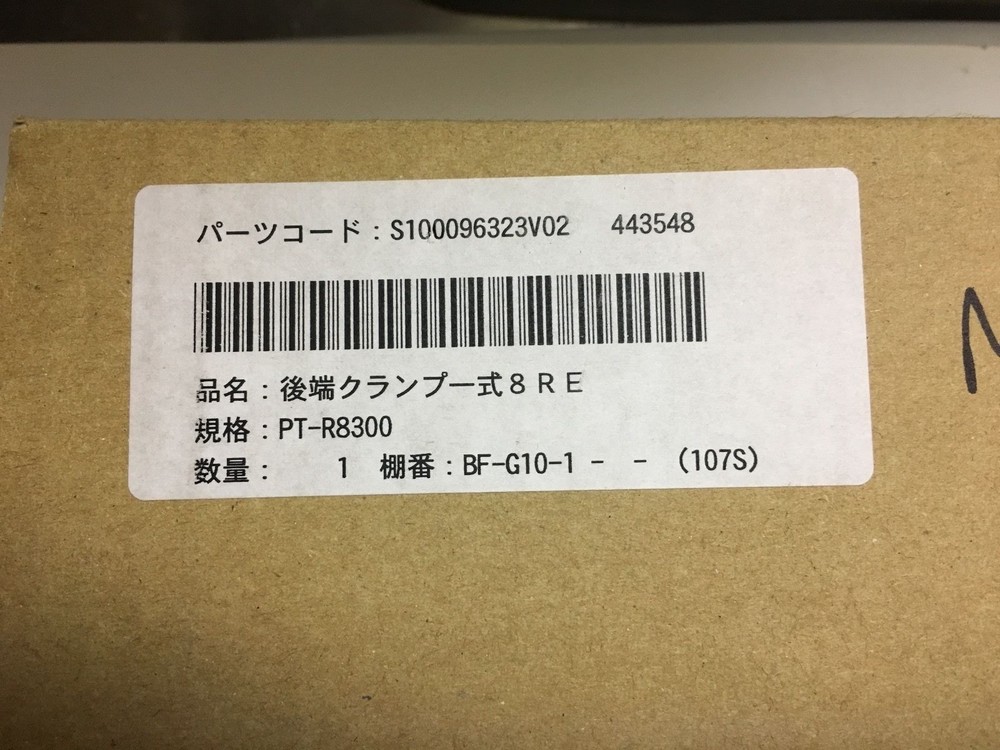 パーツコード：S100096323V02 443548
品名：後端クランプ一式８ＲＥ
規格：PT-R8300
数量： 1 棚番：BF-G10-1 - - (107S)